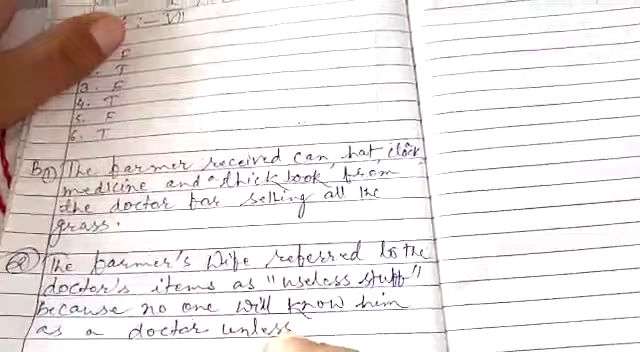 :- VII
F
2. T
3. F
4. T
5. F
6. T
B ① The farmer received can, hat, clock,
medicine and a thick book from
the doctor for selling all the
grass.
② The farmer's wife referred to the
doctor's items as "useless stuff"
because no one will know him
as a doctor unless